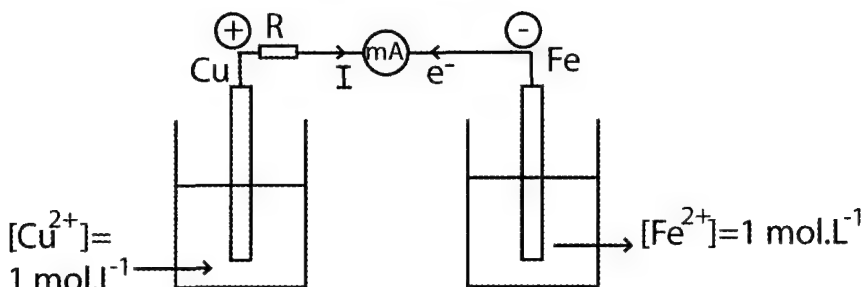 + R mA -
Cu I e- Fe
[Cu2+]=
1 mol.L-1
[Fe2+]=1 mol.L-1